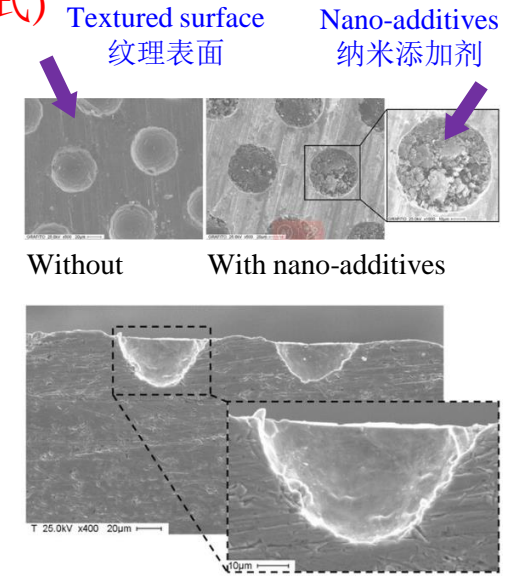 式)
Textured surface
纹理表面
Nano-additives
纳米添加剂
Without
With nano-additives
T 25.0kV x400 20μm
10μm